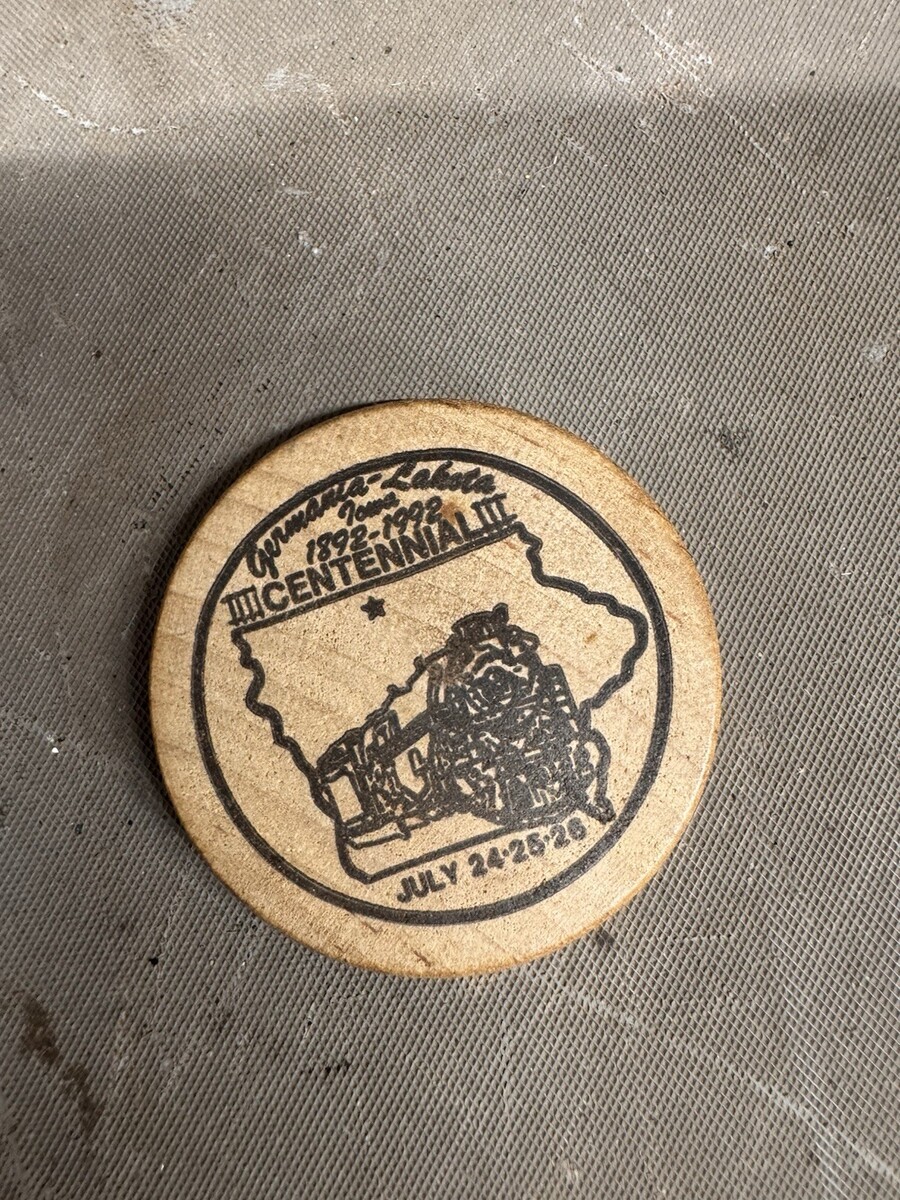 Germania-Lakota
Iowa
1892-1992
CENTENNIAL
JULY 24·25·26